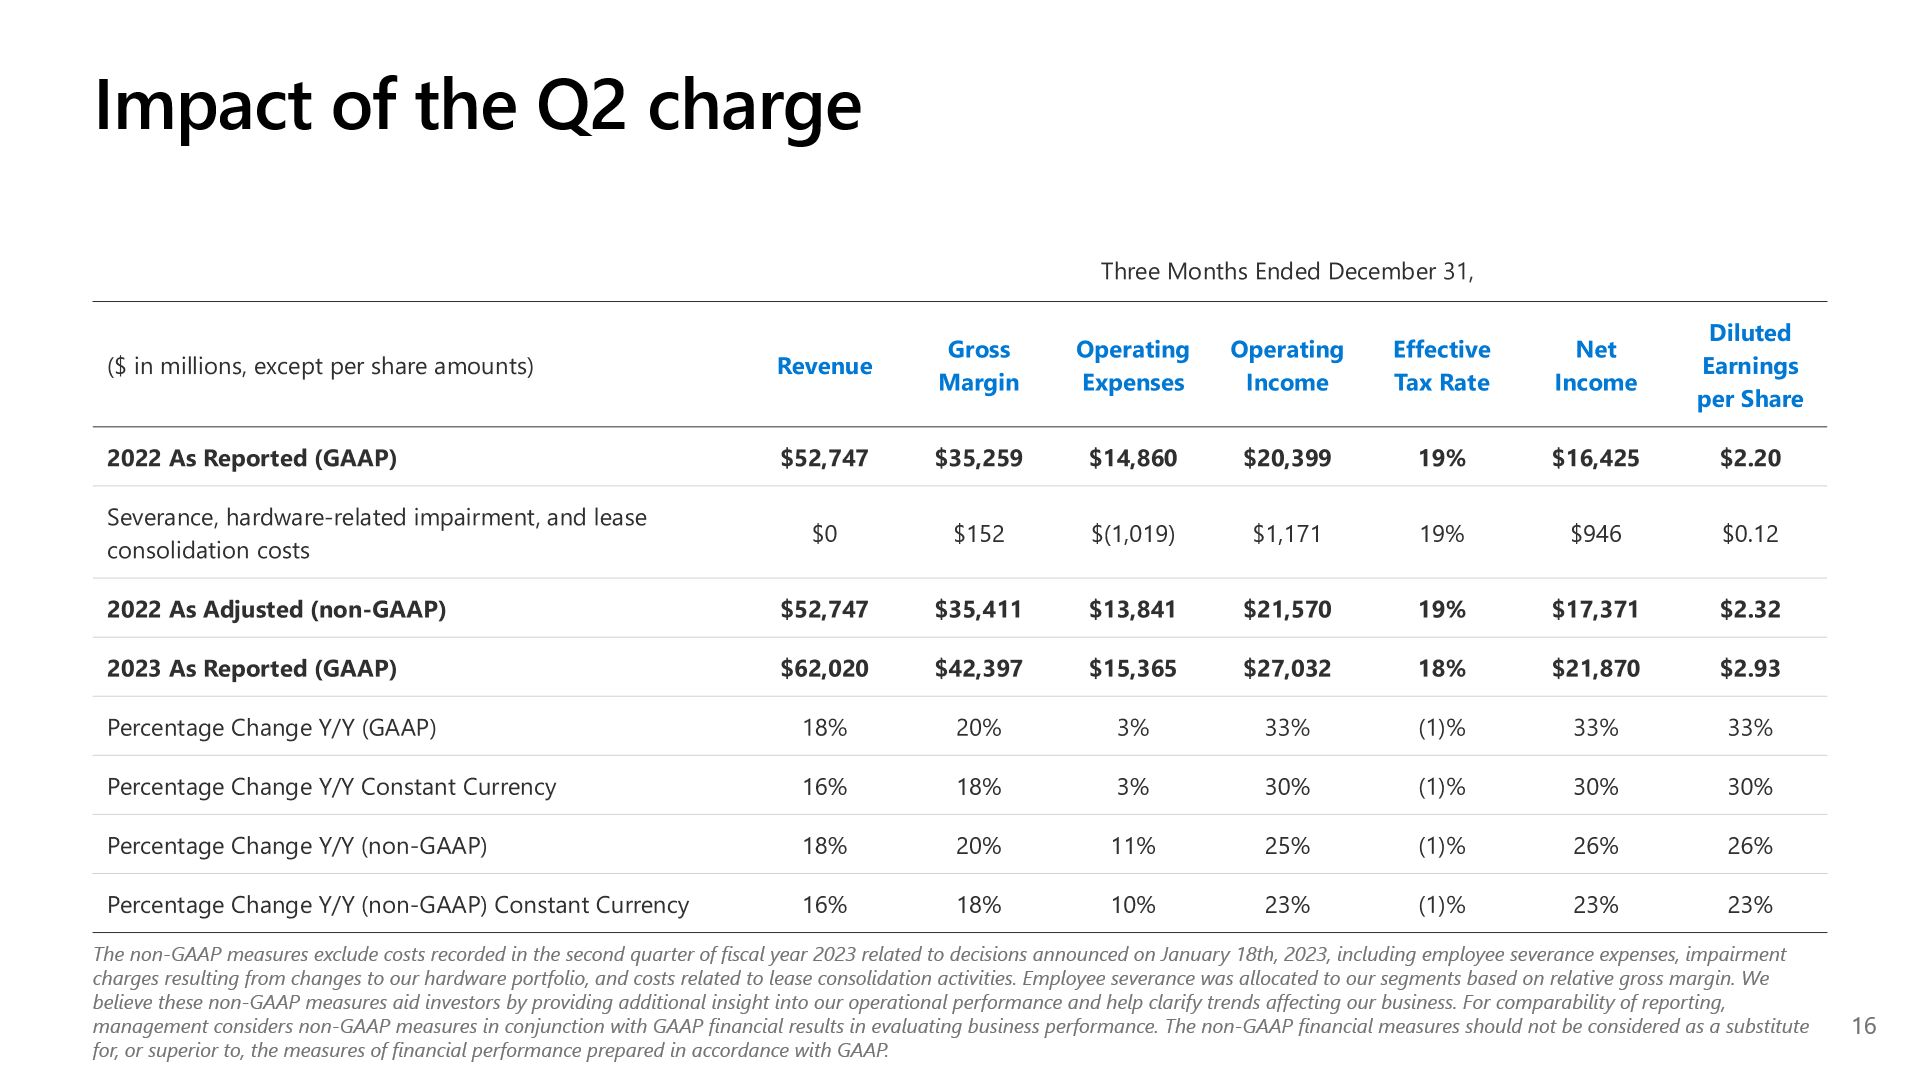 Impact of the Q2 charge
Three Months Ended December 31,
($ in millions, except per share amounts) Revenue Gross Margin Operating Expenses Operating Income Effective Tax Rate Net Income Diluted Earnings per Share
2022 As Reported (GAAP) $52,747 $35,259 $14,860 $20,399 19% $16,425 $2.20
Severance, hardware-related impairment, and lease
consolidation costs $0 $152 $(1,019) $1,171 19% $946 $0.12
2022 As Adjusted (non-GAAP) $52,747 $35,411 $13,841 $21,570 19% $17,371 $2.32
2023 As Reported (GAAP) $62,020 $42,397 $15,365 $27,032 18% $21,870 $2.93
Percentage Change Y/Y (GAAP) 18% 20% 3% 33% (1)% 33% 33%
Percentage Change Y/Y Constant Currency 16% 18% 3% 30% (1)% 30% 30%
Percentage Change Y/Y (non-GAAP) 18% 20% 11% 25% (1)% 26% 26%
Percentage Change Y/Y (non-GAAP) Constant Currency 16% 18% 10% 23% (1)% 23% 23%
The non-GAAP measures exclude costs recorded in the second quarter of fiscal year 2023 related to decisions announced on January 18th, 2023, including employee severance expenses, impairment
charges resulting from changes to our hardware portfolio, and costs related to lease consolidation activities. Employee severance was allocated to our segments based on relative gross margin. We
believe these non-GAAP measures aid investors by providing additional insight into our operational performance and help clarify trends affecting our business. For comparability of reporting,
management considers non-GAAP measures in conjunction with GAAP financial results in evaluating business performance. The non-GAAP financial measures should not be considered as a substitute
for, or superior to, the measures of financial performance prepared in accordance with GAAP.
16